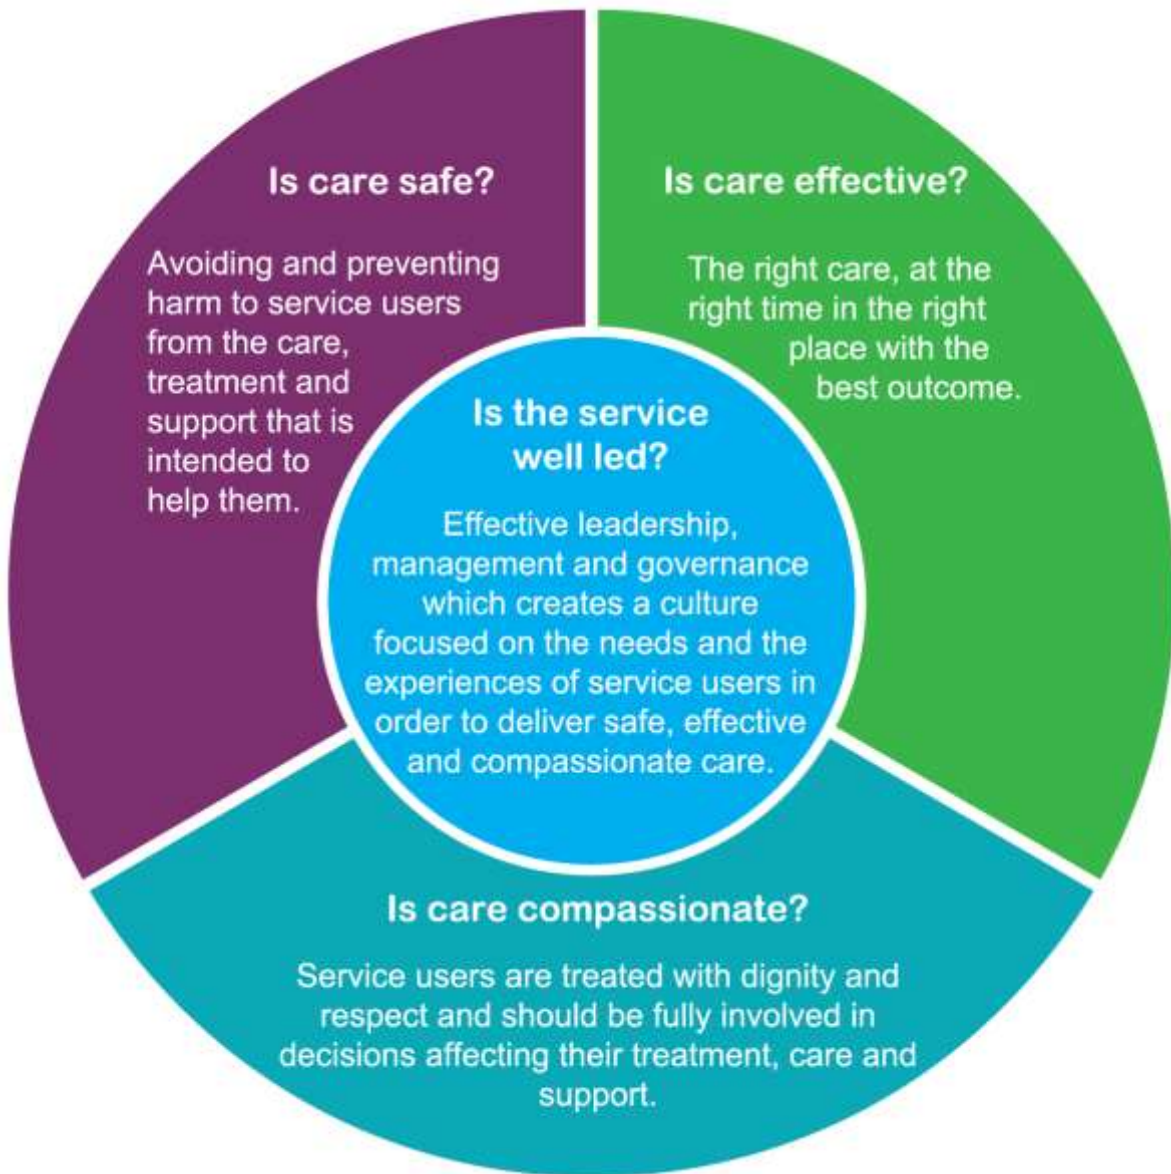 Is care safe?
Avoiding and preventing
harm to service users
from the care,
treatment and
support that is
intended to
help them.
Is care effective?
The right care, at the
right time in the right
place with the
best outcome.
Is the service
well led?
Effective leadership,
management and governance
which creates a culture
focused on the needs and the
experiences of service users in
order to deliver safe, effective
and compassionate care.
Is care compassionate?
Service users are treated with dignity and
respect and should be fully involved in
decisions affecting their treatment, care and
support.